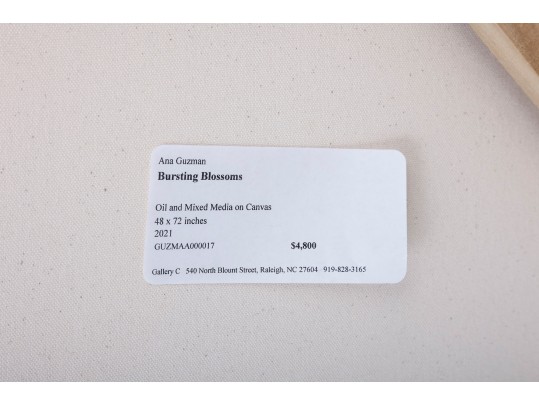 Ana Guzman
Bursting Blossoms
Oil and Mixed Media on Canvas
48 x 72 inches
2021
GUZMAA000017 $4,800
Gallery C 540 North Blount Street, Raleigh, NC 27604 919-828-3165